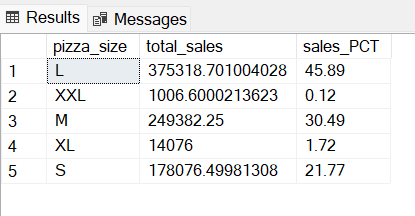 Results Messages
pizza_size total_sales sales_PCT
1 L 375318.701004028 45.89
2 XXL 1006.6000213623 0.12
3 M 249382.25 30.49
4 XL 14076 1.72
5 S 178076.49981308 21.77